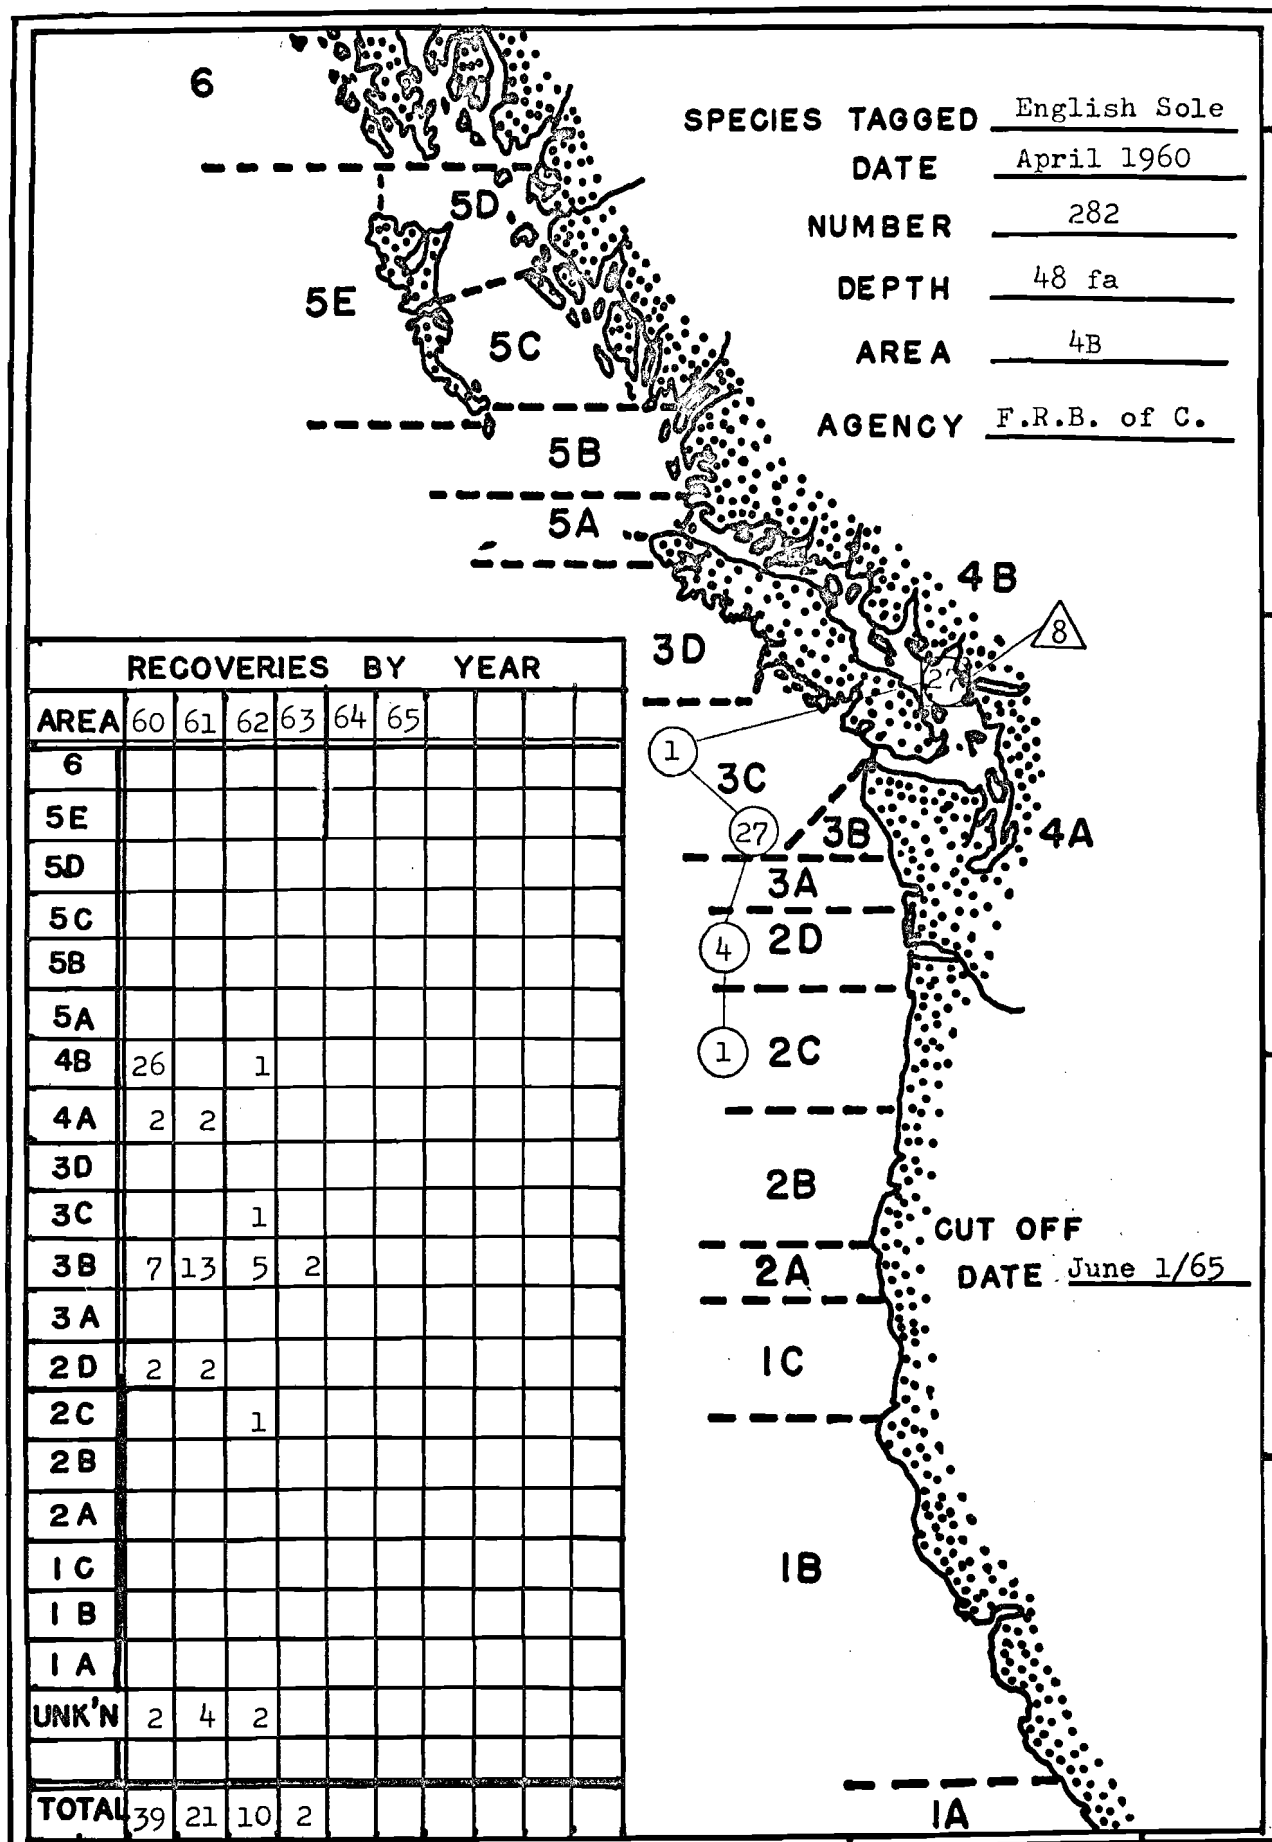 6
SPECIES TAGGED English Sole
DATE April 1960
NUMBER 282
DEPTH 48 fa
AREA 4B
AGENCY F.R.B. of C.
5D
5E
5C
5B
5A
4B
8
3D
27
1
3C
27
3B
4A
3A
4
2D
1
2C
2B
CUT OFF
DATE June 1/65
2A
1C
1B
1A
RECOVERIES BY YEAR
AREA 60 61 62 63 64 65
6
5E
5D
5C
5B
5A
4B 26 1
4A 2 2
3D
3C 1
3B 7 13 5 2
3A
2D 2 2
2C 1
2B
2A
1C
1B
1A
UNK'N 2 4 2
TOTAL 39 21 10 2